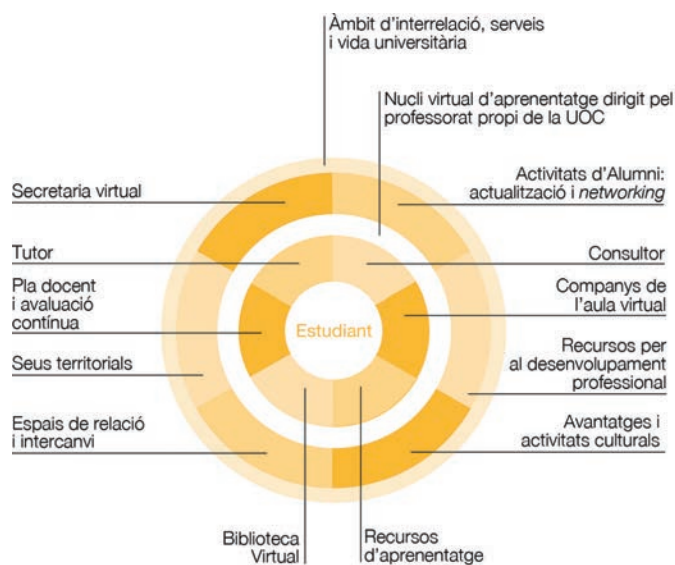 Àmbit d'interrelació, serveis
i vida universitària
Nucli virtual d'aprenentatge dirigit pel
professorat propi de la UOC
Secretaria virtual
Activitats d'Alumni:
actualització i networking
Tutor
Consultor
Pla docent
i avaluació
contínua
Companys de
l'aula virtual
Estudiant
Seus territorials
Recursos per
al desenvolupament
professional
Espais de relació
i intercanvi
Avantatges i
activitats culturals
Biblioteca
Virtual
Recursos
d'aprenentatge